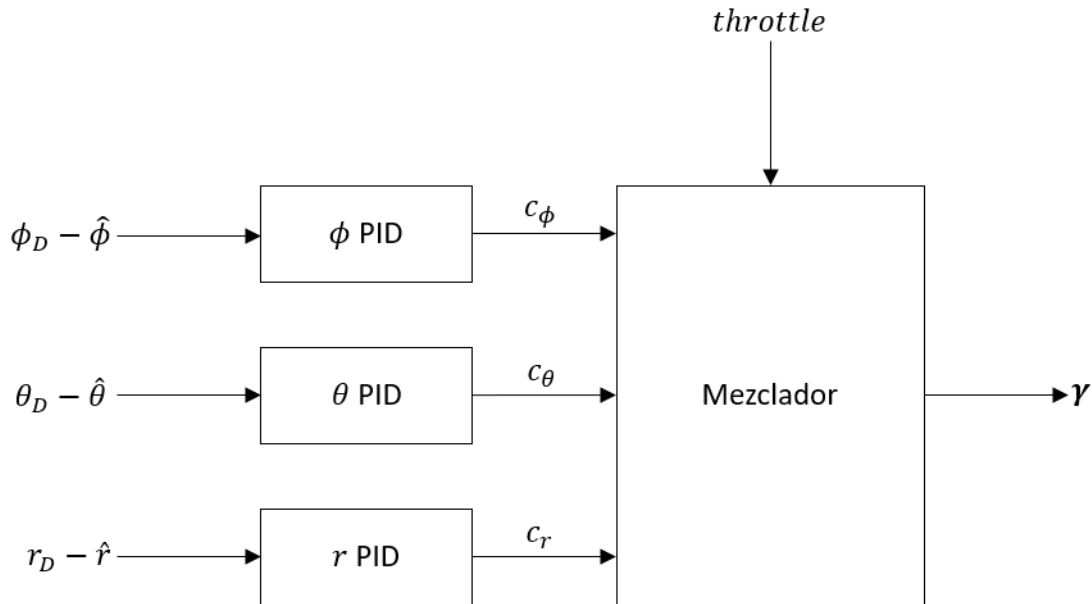 throttle
ϕ_D − ϕ̂
ϕ PID
c_ϕ
θ_D − θ̂
θ PID
c_θ
Mezclador
γ
r_D − r̂
r PID
c_r